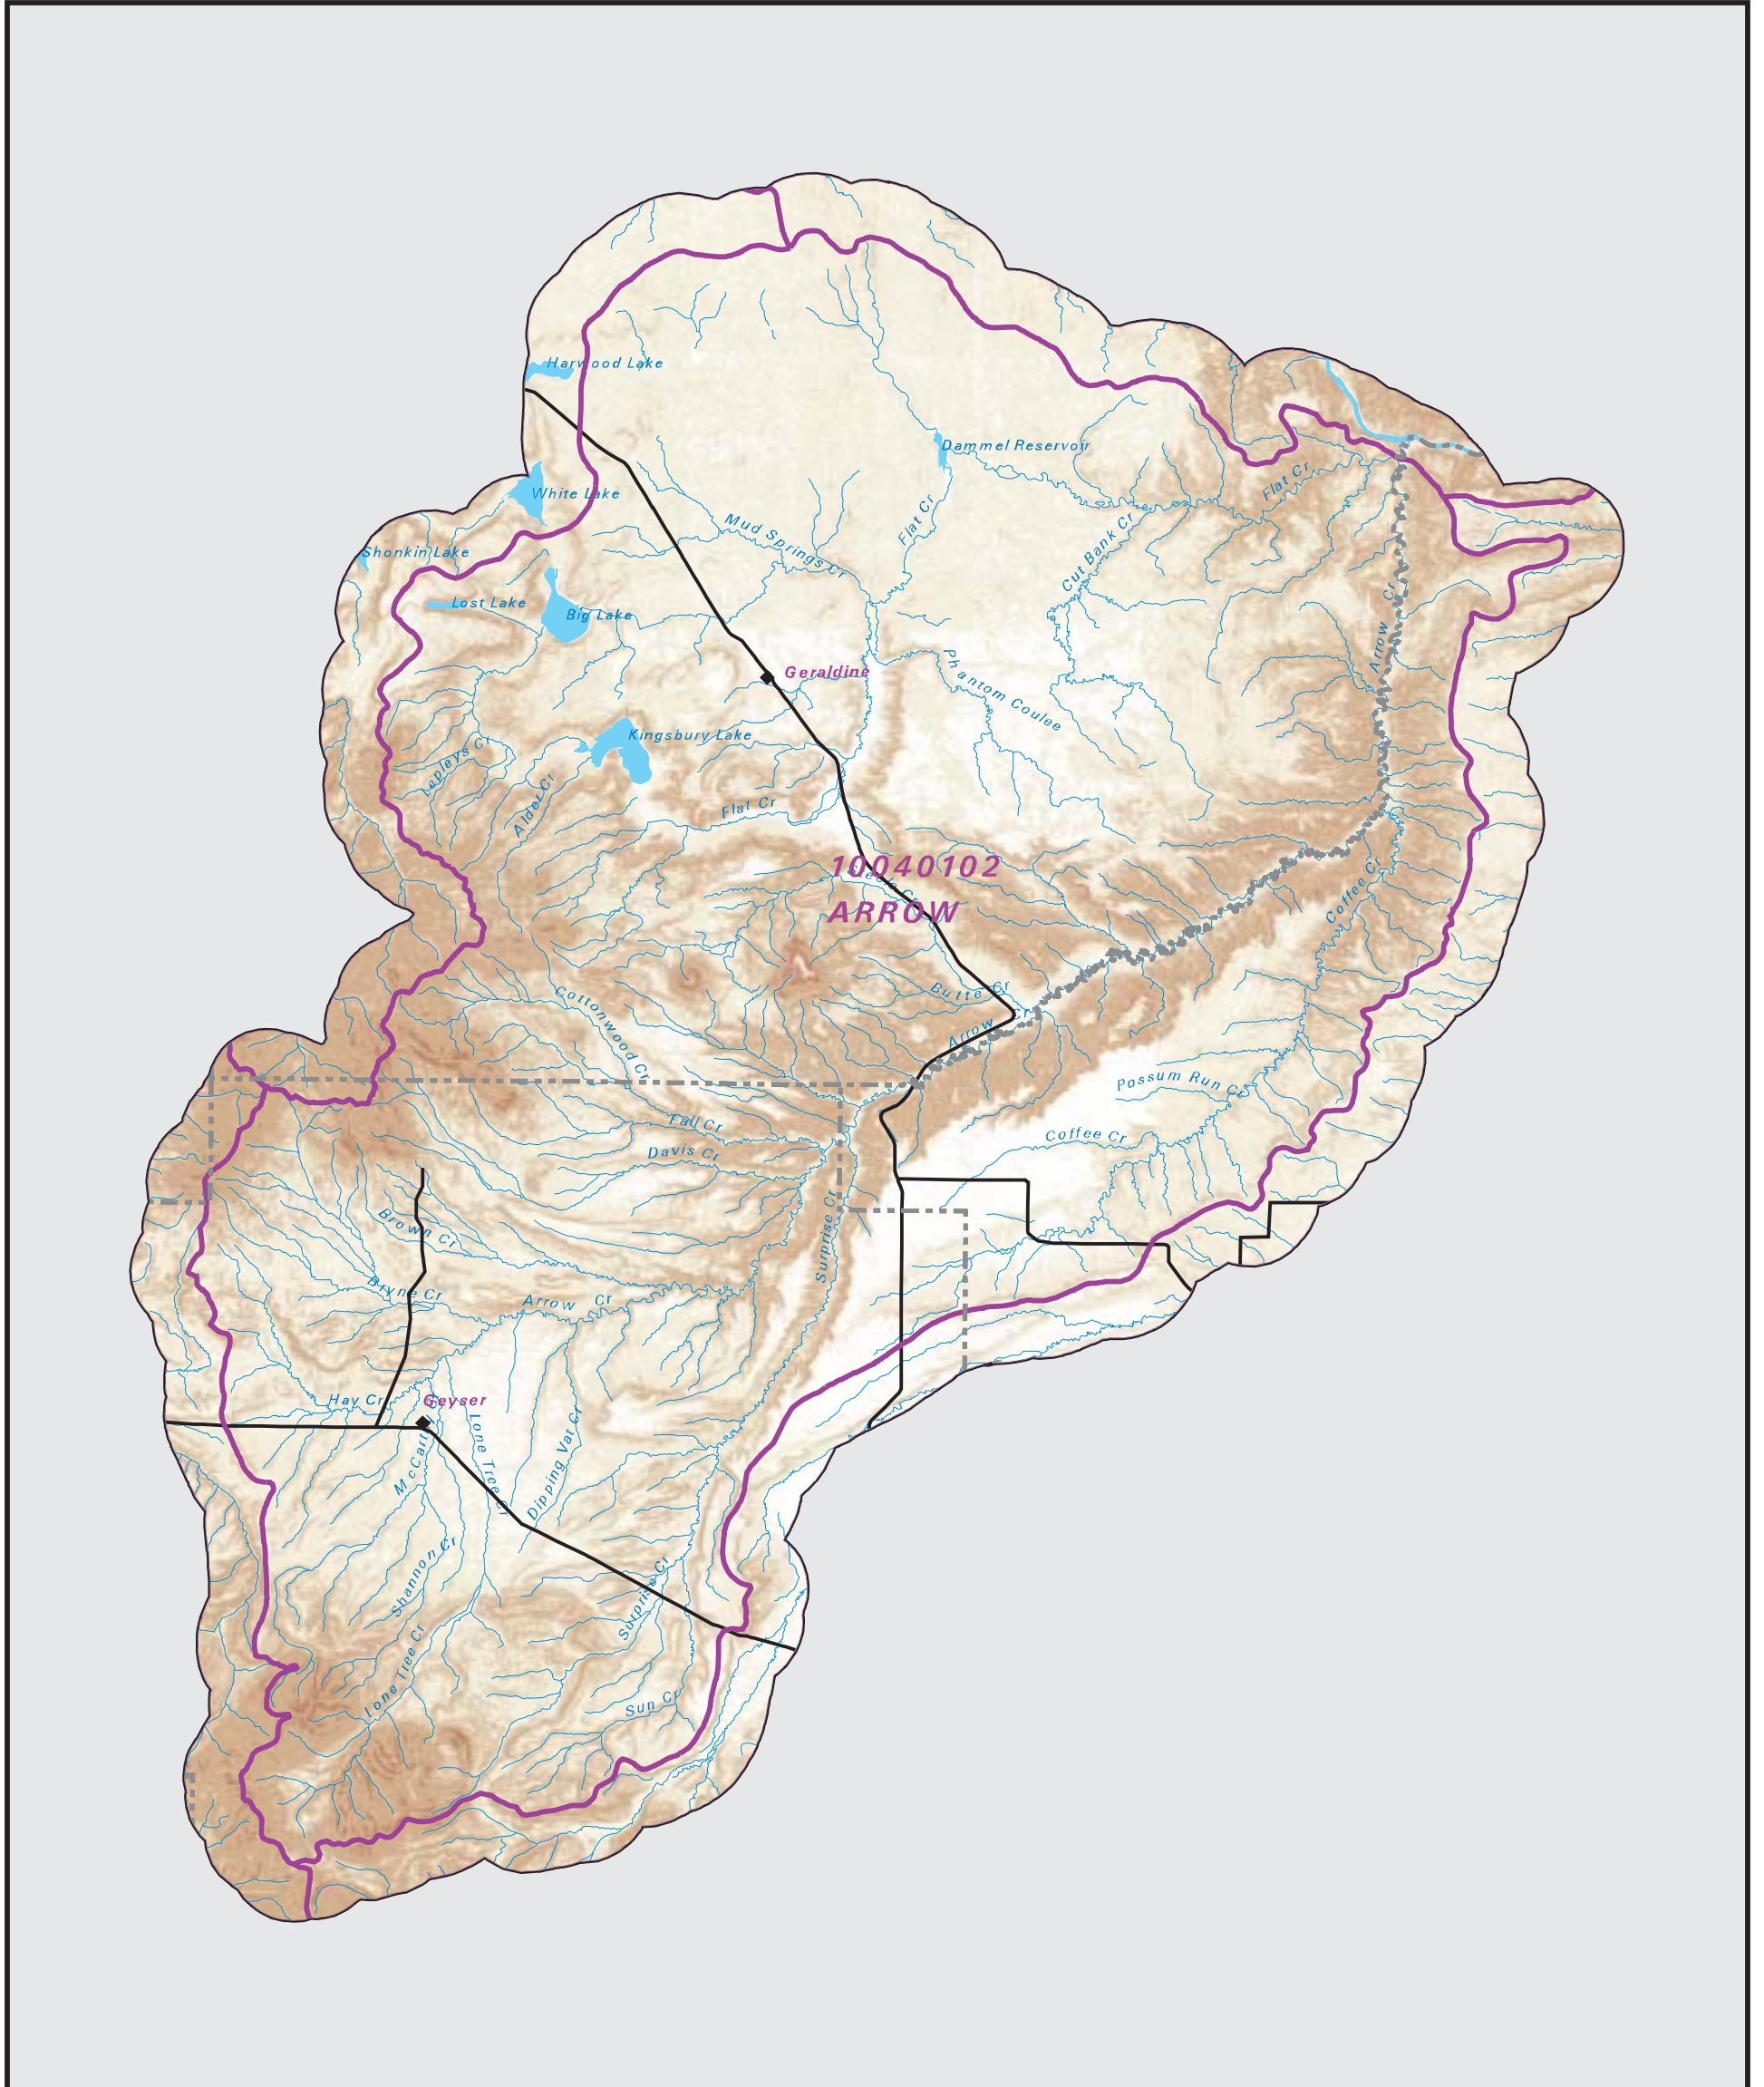 Harwood Lake
Dammel Reservoir
Flat Cr
White Lake
Flat Cr
Mud Springs Cr
Cut Bank Cr
Shonkin Lake
Lost Lake
Big Lake
Arrow Cr
Geraldine
Phantom Coulee
Kingsbury Lake
Lepleys Cr
Alder Cr
Flat Cr
10040102
ARROW
Coffee Cr
Butte Cr
Cottonwood Cr
Arrow Cr
Possum Run Cr
Fall Cr
Coffee Cr
Davis Cr
Surprise Cr
Brown Cr
Bryne Cr
Arrow Cr
Hay Cr
Geyser
Lone Tree Cr
Dipping Vat Cr
Shannon Cr
Surprise Cr
Lone Tree Cr
Sun Cr